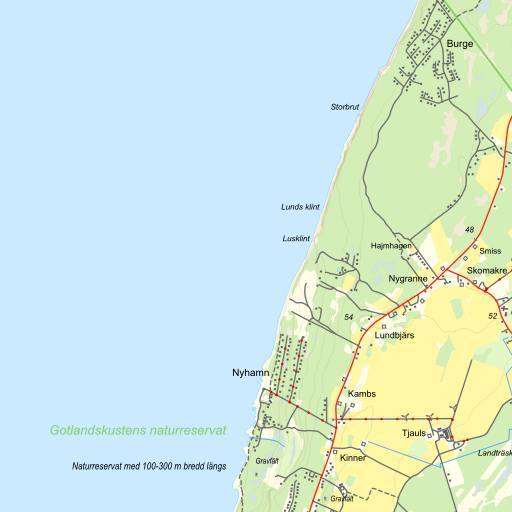 Burge
Storbrut
Lunds klint
Lusklint
48
Hajmhagen
Smiss
Skomakre
Nygranne
54
52
Lundbjärs
Nyhamn
Kambs
Gotlandskustens naturreservat
Tjauls
Naturreservat med 100-300 m bredd längs
Gravfält
Kinner
Landträsk
Gravfält